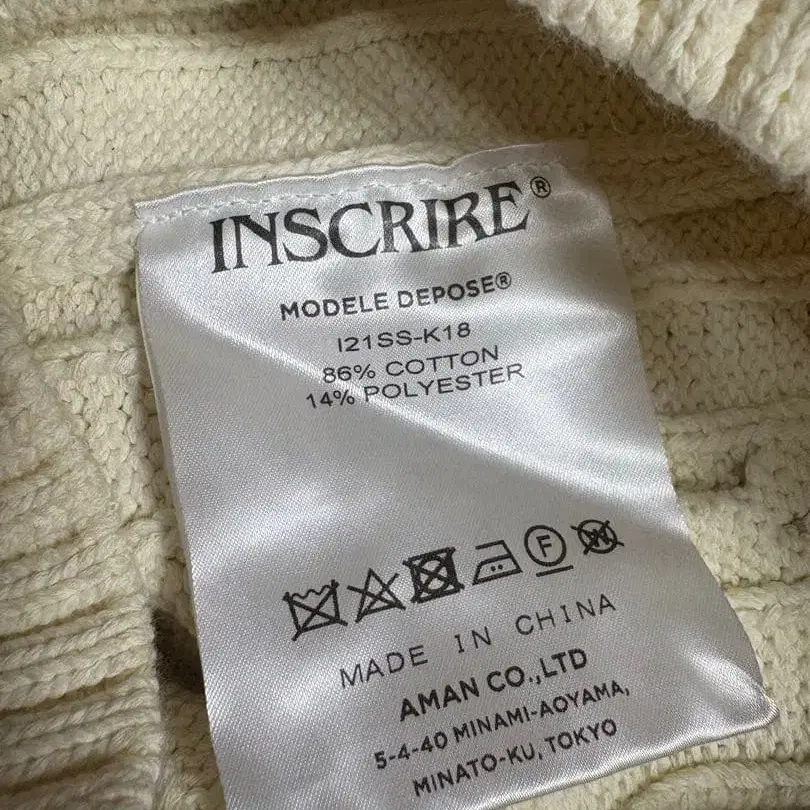 INSCRIRE®
MODELE DEPOSE®
I21SS-K18
86% COTTON
14% POLYESTER
F W
MADE IN CHINA
AMAN CO.,LTD
5-4-40 MINAMI-AOYAMA,
MINATO-KU, TOKYO